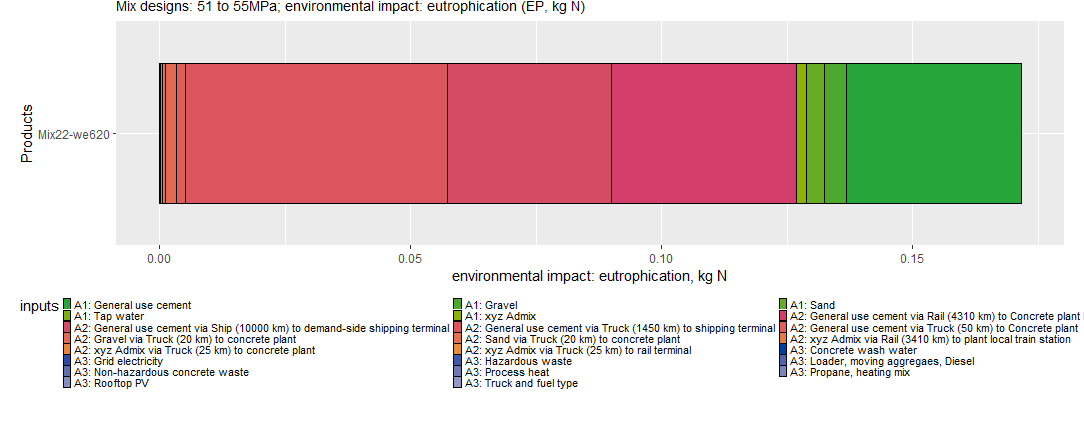 Mix designs: 51 to 55MPa; environmental impact: eutrophication (EP, kg N)
Products
Mix22-we620
0.00 0.05 0.10 0.15
environmental impact: eutrophication, kg N
inputs
A1: General use cement A1: Gravel A1: Sand
A1: Tap water A1: xyz Admix
A2: General use cement via Ship (10000 km) to demand-side shipping terminal A2: General use cement via Truck (1450 km) to shipping terminal A2: General use cement via Rail (4310 km) to Concrete plant
A2: General use cement via Truck (50 km) to Concrete plant
A2: Gravel via Truck (20 km) to concrete plant A2: Sand via Truck (20 km) to concrete plant A2: xyz Admix via Rail (3410 km) to plant local train station
A2: xyz Admix via Truck (25 km) to concrete plant A2: xyz Admix via Truck (25 km) to rail terminal A3: Concrete wash water
A3: Grid electricity A3: Hazardous waste A3: Loader, moving aggregaes, Diesel
A3: Non-hazardous concrete waste A3: Process heat A3: Propane, heating mix
A3: Rooftop PV A3: Truck and fuel type